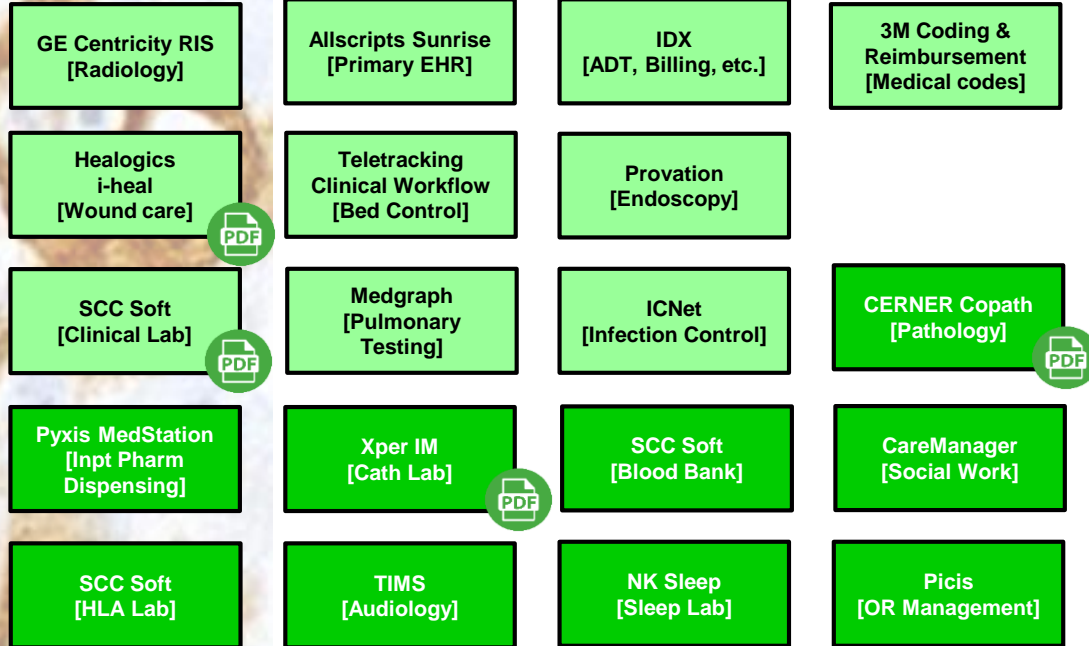 GE Centricity RIS
[Radiology]
Allscripts Sunrise
[Primary EHR]
IDX
[ADT, Billing, etc.]
3M Coding &
Reimbursement
[Medical codes]
Healogics
i-heal
[Wound care]
PDF
Teletracking
Clinical Workflow
[Bed Control]
Provation
[Endoscopy]
SCC Soft
[Clinical Lab]
PDF
Medgraph
[Pulmonary
Testing]
ICNet
[Infection Control]
CERNER Copath
[Pathology]
PDF
Pyxis MedStation
[Inpt Pharm
Dispensing]
Xper IM
[Cath Lab]
PDF
SCC Soft
[Blood Bank]
CareManager
[Social Work]
SCC Soft
[HLA Lab]
TIMS
[Audiology]
NK Sleep
[Sleep Lab]
Picis
[OR Management]